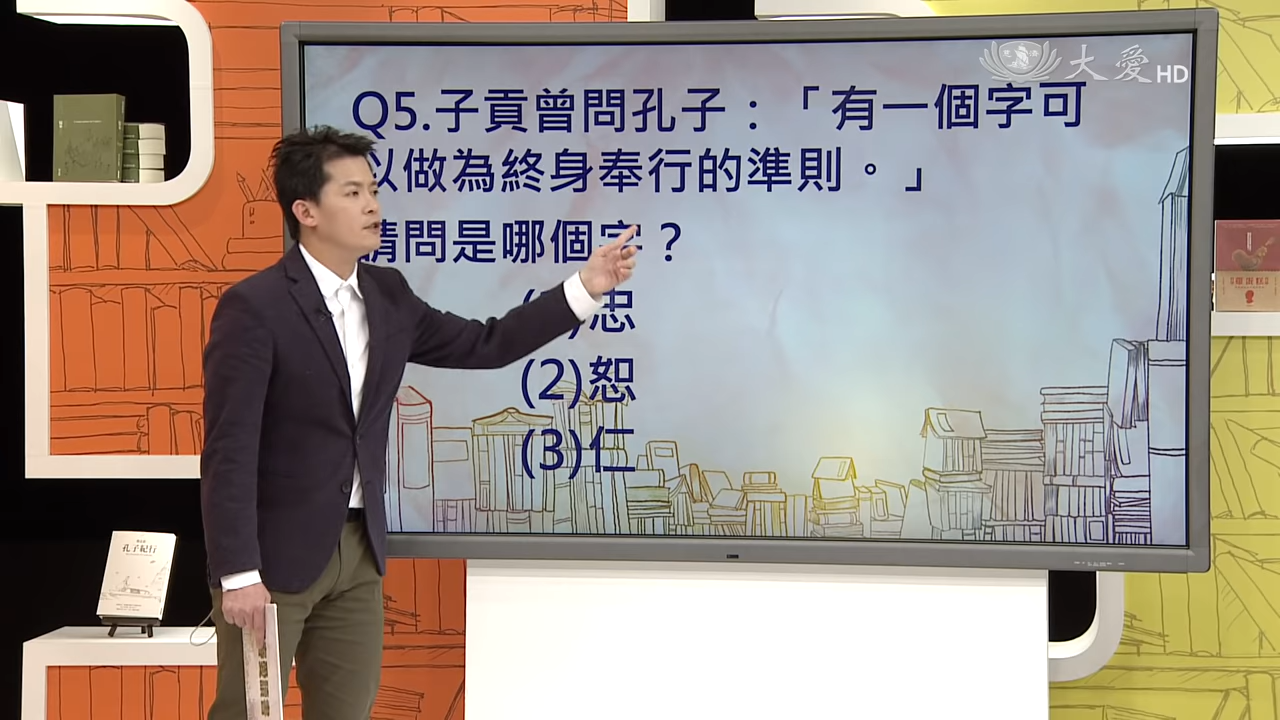 大愛HD
Q5.子貢曾問孔子：「有一個字可
以做為終身奉行的準則。」
請問是哪個字？
忠
(2)恕
(3)仁
孔子紀行